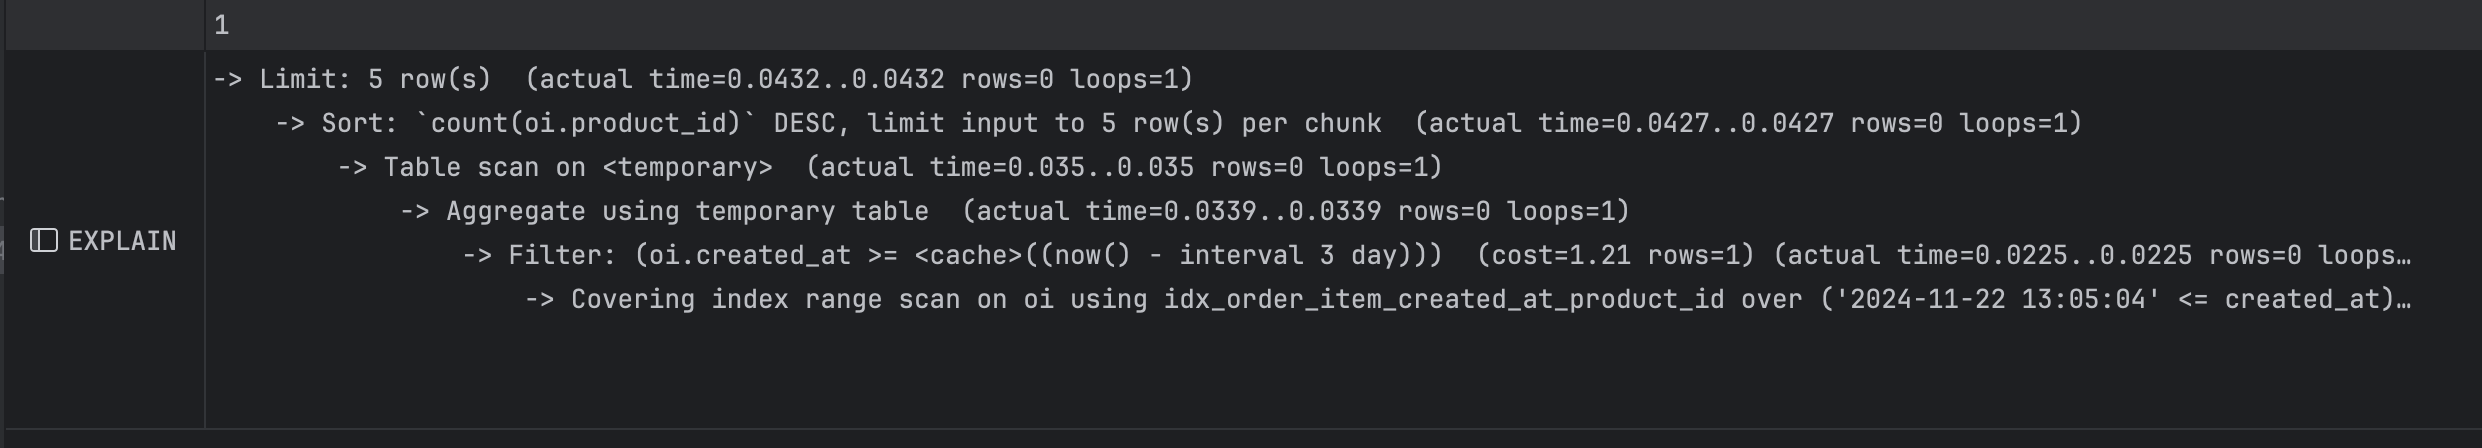 1
-> Limit: 5 row(s)  (actual time=0.0432..0.0432 rows=0 loops=1)
-> Sort: `count(oi.product_id)` DESC, limit input to 5 row(s) per chunk  (actual time=0.0427..0.0427 rows=0 loops=1)
-> Table scan on <temporary>  (actual time=0.035..0.035 rows=0 loops=1)
-> Aggregate using temporary table  (actual time=0.0339..0.0339 rows=0 loops=1)
EXPLAIN
-> Filter: (oi.created_at >= <cache>((now() - interval 3 day)))  (cost=1.21 rows=1) (actual time=0.0225..0.0225 rows=0 loops…
-> Covering index range scan on oi using idx_order_item_created_at_product_id over ('2024-11-22 13:05:04' <= created_at)…